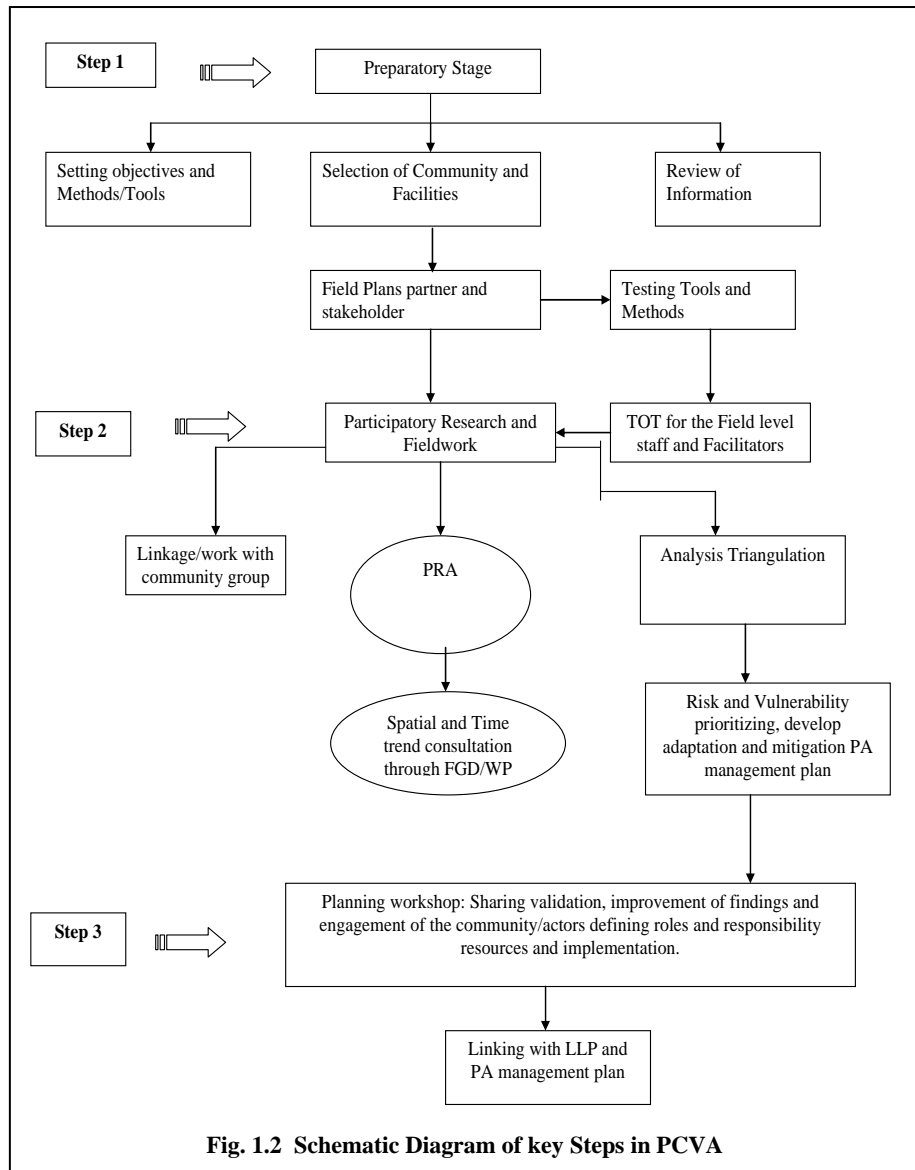 Step 1
Preparatory Stage
Setting objectives and
Methods/Tools
Selection of Community and
Facilities
Review of
Information
Field Plans partner and
stakeholder
Testing Tools and
Methods
Step 2
Participatory Research and
Fieldwork
TOT for the Field level
staff and Facilitators
Linkage/work with
community group
PRA
Analysis Triangulation
Spatial and Time
trend consultation
through FGD/WP
Risk and Vulnerability
prioritizing, develop
adaptation and mitigation PA
management plan
Step 3
Planning workshop: Sharing validation, improvement of findings and
engagement of the community/actors defining roles and responsibility
resources and implementation.
Linking with LLP and
PA management plan
Fig. 1.2 Schematic Diagram of key Steps in PCVA